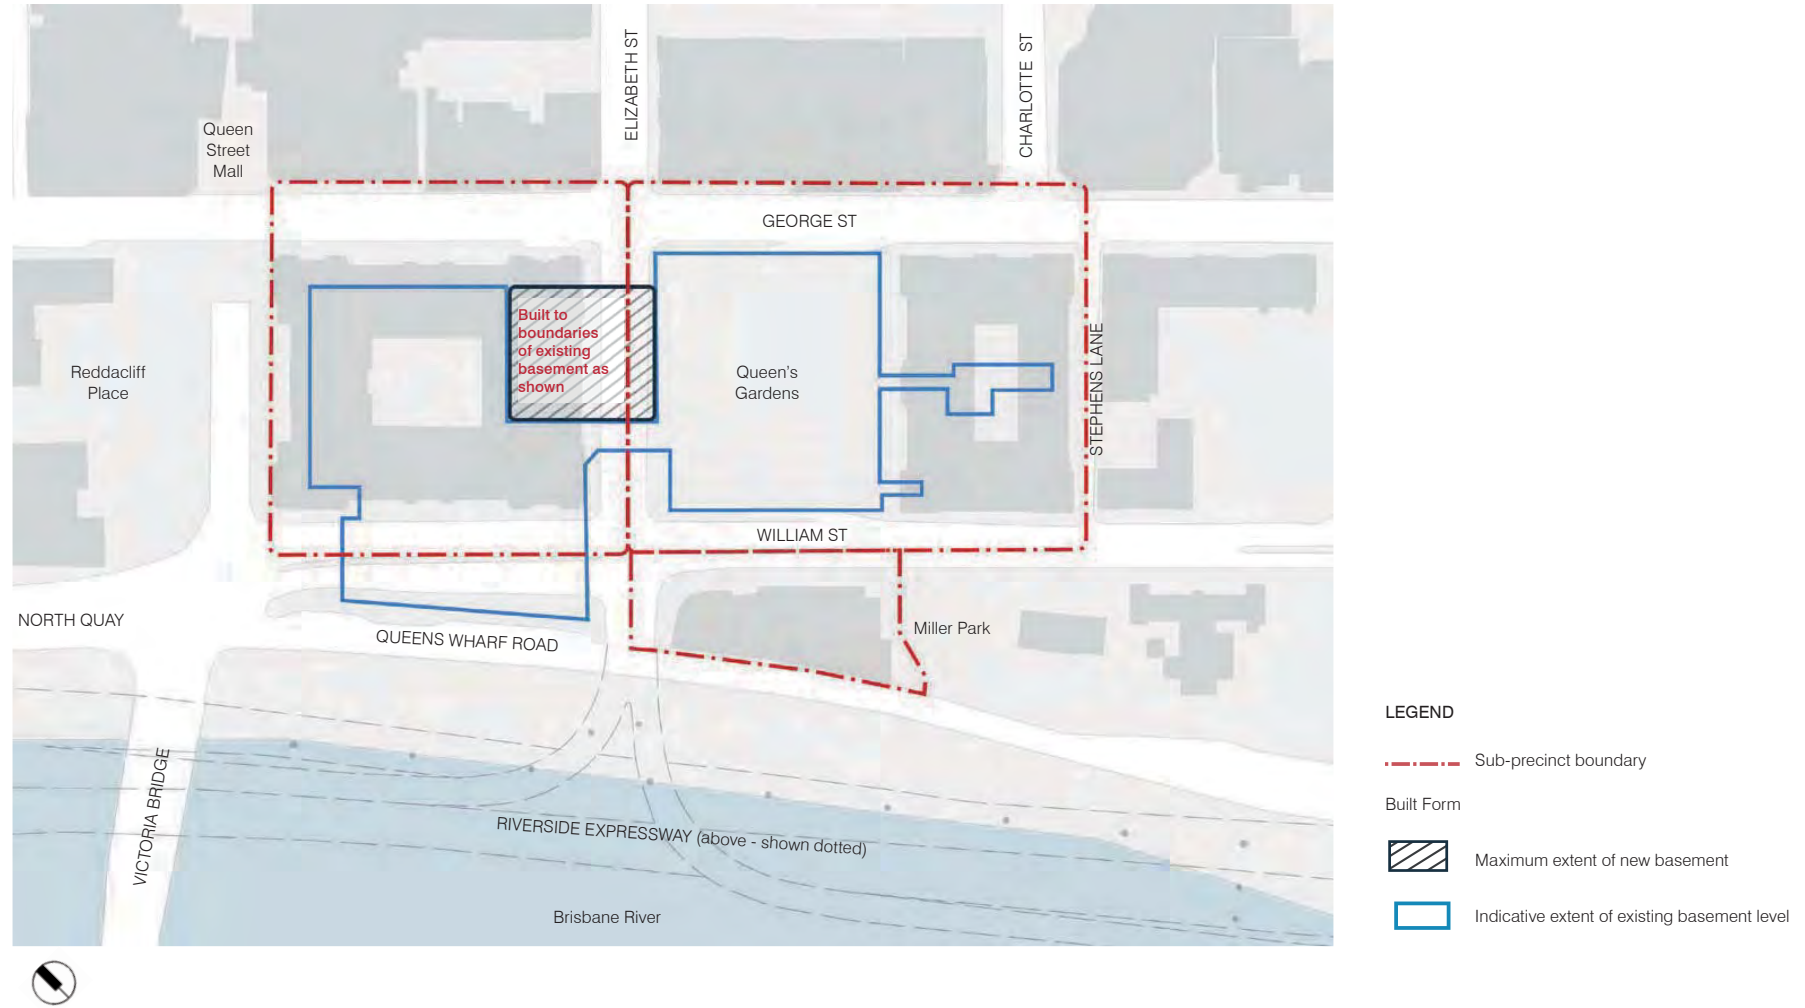 ELIZABETH ST
CHARLOTTE ST
Queen
Street
Mall
GEORGE ST
Built to
boundaries
of existing
basement as
shown
Reddacliff
Place
Queen's
Gardens
STEPHENS LANE
WILLIAM ST
NORTH QUAY
QUEENS WHARF ROAD
Miller Park
VICTORIA BRIDGE
RIVERSIDE EXPRESSWAY (above - shown dotted)
Brisbane River
LEGEND
Sub-precinct boundary
Built Form
Maximum extent of new basement
Indicative extent of existing basement level